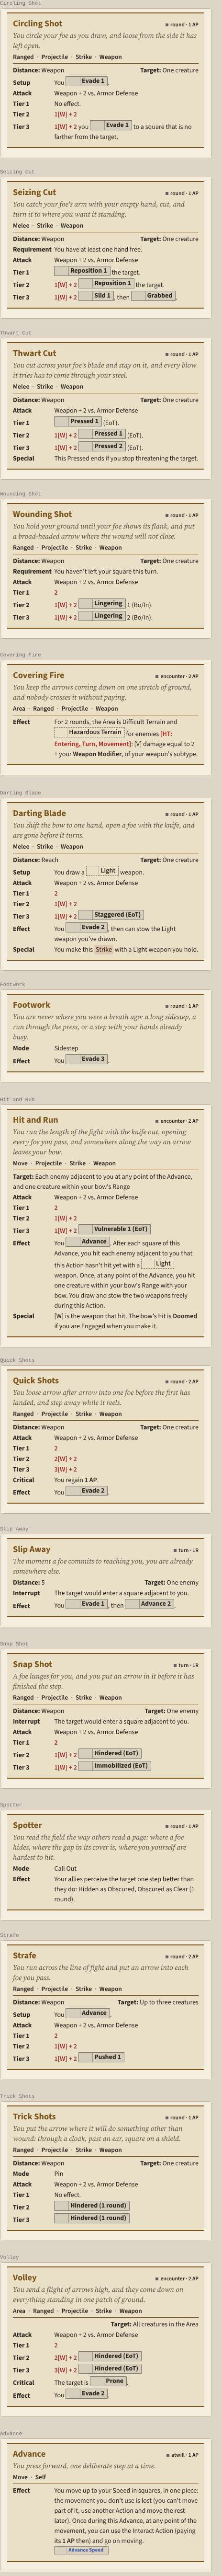 Circling Shot
Circling Shot ■ round · 1 AP
You circle your foe as you draw, and loose from the side it has
left open.
Ranged · Projectile · Strike · Weapon
Distance: Weapon Target: One creature
Setup You Evade 1.
Attack Weapon + 2 vs. Armor Defense
Tier 1 No effect.
Tier 2 1[W] + 2
Tier 3 1[W] + 2 you Evade 1 to a square that is no
farther from the target.
Seizing Cut
Seizing Cut ■ round · 1 AP
You catch your foe's arm with your empty hand, cut, and
turn it to where you want it standing.
Melee · Strike · Weapon
Distance: Weapon Target: One creature
Requirement You have at least one hand free.
Attack Weapon + 2 vs. Armor Defense
Tier 1 Reposition 1 the target.
Tier 2 1[W] + 2 Reposition 1 the target.
Tier 3 1[W] + 2 Slid 1, then Grabbed.
Thwart Cut
Thwart Cut ■ round · 1 AP
You cut across your foe's blade and stay on it, and every blow
it tries has to come through your steel.
Melee · Strike · Weapon
Distance: Weapon Target: One creature
Attack Weapon + 2 vs. Armor Defense
Tier 1 Pressed 1 (EoT).
Tier 2 1[W] + 2 Pressed 1 (EoT).
Tier 3 1[W] + 2 Pressed 2 (EoT).
Special This Pressed ends if you stop threatening the target.
Wounding Shot
Wounding Shot ■ round · 1 AP
You hold your ground until your foe shows its flank, and put
a broad-headed arrow where the wound will not close.
Ranged · Projectile · Strike · Weapon
Distance: Weapon Target: One creature
Requirement You haven't left your square this turn.
Attack Weapon + 2 vs. Armor Defense
Tier 1 2
Tier 2 1[W] + 2 Lingering 1 (Bo/In).
Tier 3 1[W] + 2 Lingering 2 (Bo/In).
Covering Fire
Covering Fire ■ encounter · 2 AP
You keep the arrows coming down on one stretch of ground,
and nobody crosses it without paying.
Area · Ranged · Projectile · Weapon
Effect For 2 rounds, the Area is Difficult Terrain and
Hazardous Terrain for enemies [HT:
Entering, Turn, Movement]: [V] damage equal to 2
+ your Weapon Modifier, of your weapon's subtype.
Darting Blade
Darting Blade ■ round · 1 AP
You shift the bow to one hand, open a foe with the knife, and
are gone before it turns.
Melee · Strike · Weapon
Distance: Reach Target: One creature
Setup You draw a Light weapon.
Attack Weapon + 2 vs. Armor Defense
Tier 1 2
Tier 2 1[W] + 2
Tier 3 1[W] + 2 Staggered (EoT)
Effect You Evade 2, then can stow the Light
weapon you've drawn.
Special You make this Strike with a Light weapon you hold.
Footwork
Footwork ■ round · 1 AP
You are never where you were a breath ago: a long sidestep, a
run through the press, or a step with your hands already
busy.
Mode Sidestep
Effect You Evade 3.
Hit and Run
Hit and Run ■ encounter · 2 AP
You run the length of the fight with the knife out, opening
every foe you pass, and somewhere along the way an arrow
leaves your bow.
Move · Ranged · Projectile · Strike · Weapon
Target: Each enemy adjacent to you at any point of the Advance,
and one creature within your bow's Range
Attack Weapon + 2 vs. Armor Defense
Tier 1 2
Tier 2 1[W] + 2
Tier 3 1[W] + 2 Vulnerable 1 (EoT)
Effect You Advance. After each square of this
Advance, you hit each enemy adjacent to you that
this Action hasn't hit yet with a Light
weapon. Once, at any point of the Advance, you hit
one creature within your bow's Range with your
bow. You draw and stow the two weapons freely
during this Action.
Special [W] is the weapon that hit. The bow's hit is Doomed
if you are Engaged when you make it.
Quick Shots
Quick Shots ■ round · 2 AP
You loose arrow after arrow into one foe before the first has
landed, and step away while it reels.
Ranged · Projectile · Strike · Weapon
Distance: Weapon Target: One creature
Attack Weapon + 2 vs. Armor Defense
Tier 1 2
Tier 2 2[W] + 2
Tier 3 3[W] + 2
Critical You regain 1 AP.
Effect You Evade 2.
Slip Away
Slip Away ■ turn · 1R
The moment a foe commits to reaching you, you are already
somewhere else.
Distance: 5 Target: One enemy
Interrupt The target would enter a square adjacent to you.
Effect You Evade 1, then Advance 2.
Snap Shot
Snap Shot ■ turn · 1R
A foe lunges for you, and you put an arrow in it before it has
finished the step.
Ranged · Projectile · Strike · Weapon
Distance: Weapon Target: One enemy
Interrupt The target would enter a square adjacent to you.
Attack Weapon + 2 vs. Armor Defense
Tier 1 2
Tier 2 1[W] + 2 Hindered (EoT)
Tier 3 1[W] + 2 Immobilized (EoT)
Spotter
Spotter ■ round · 1 AP
You read the field the way others read a page: where a foe
hides, where the gap in its cover is, where yourself are
hardest to hit.
Mode Call Out
Effect Your allies perceive the target one step better than
they do: Hidden as Obscured, Obscured as Clear (1
round).
Strafe
Strafe ■ round · 2 AP
You run across the line of fight and put an arrow into each
foe you pass.
Ranged · Projectile · Strike · Weapon
Distance: Weapon Target: Up to three creatures
Setup You Advance.
Attack Weapon + 2 vs. Armor Defense
Tier 1 2
Tier 2 1[W] + 2
Tier 3 1[W] + 2 Pushed 1
Trick Shots
Trick Shots ■ round · 1 AP
You put the arrow where it will do something other than
wound: through a cloak, past an ear, square on a shield.
Ranged · Projectile · Strike · Weapon
Distance: Weapon Target: One creature
Mode Pin
Attack Weapon + 2 vs. Armor Defense
Tier 1 No effect.
Tier 2 Hindered (1 round)
Tier 3 Hindered (1 round)
Volley
Volley ■ encounter · 2 AP
You send a flight of arrows high, and they come down on
everything standing in one patch of ground.
Area · Ranged · Projectile · Strike · Weapon
Target: All creatures in the Area
Attack Weapon + 2 vs. Armor Defense
Tier 1 2
Tier 2 2[W] + 2 Hindered (EoT)
Tier 3 3[W] + 2 Hindered (EoT)
Critical The target is Prone.
Effect You Evade 2.
Advance
Advance ■ atwill · 1 AP
You press forward, one deliberate step at a time.
Move · Self
Effect You move up to your Speed in squares, in one piece:
the movement you don't use is lost (you can't move
part of it, use another Action and move the rest
later). Once during this Advance, at any point of the
movement, you can use the Interact Action (paying
its 1 AP then) and go on moving.
Advance Speed